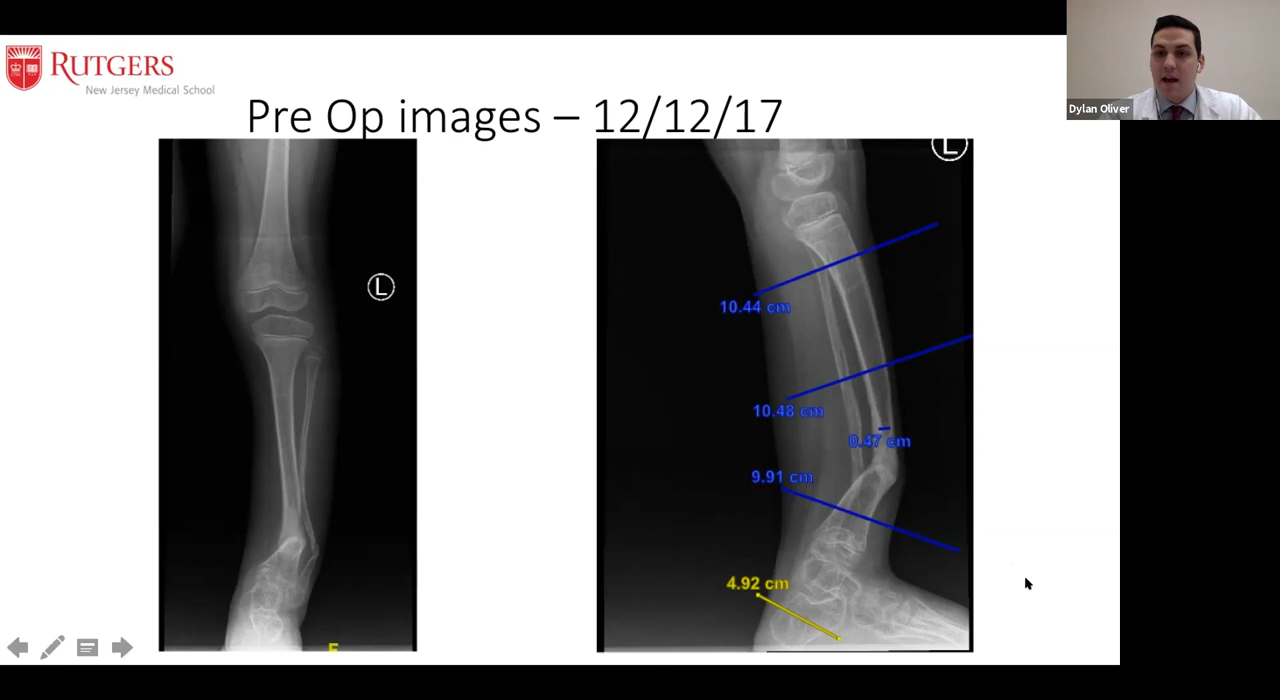 RUTGERS
New Jersey Medical School
Pre Op images – 12/12/17
Dylan Oliver
L
L
10.44 cm
10.48 cm
0.47 cm
9.91 cm
4.92 cm